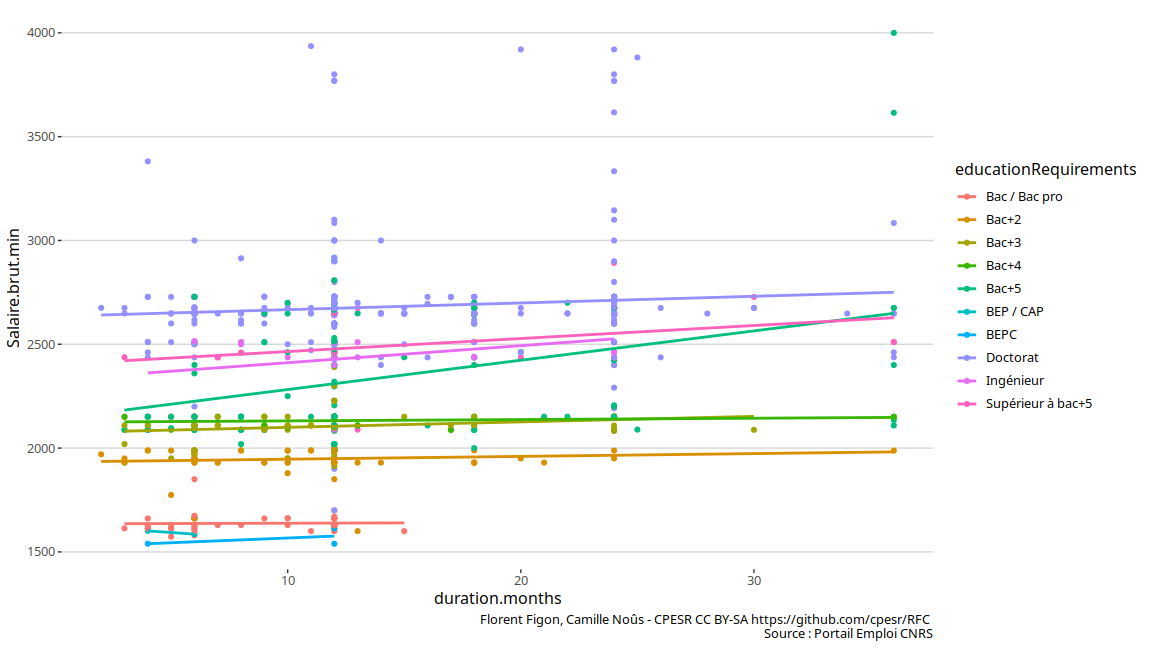 4000
3500
3000
2500
2000
1500
Salaire.brut.min
10
20
30
duration.months
educationRequirements
Bac / Bac pro
Bac+2
Bac+3
Bac+4
Bac+5
BEP / CAP
BEPC
Doctorat
Ingénieur
Supérieur à bac+5
Florent Figon, Camille Noûs - CPESR CC BY-SA https://github.com/cpesr/RFC
Source : Portail Emploi CNRS